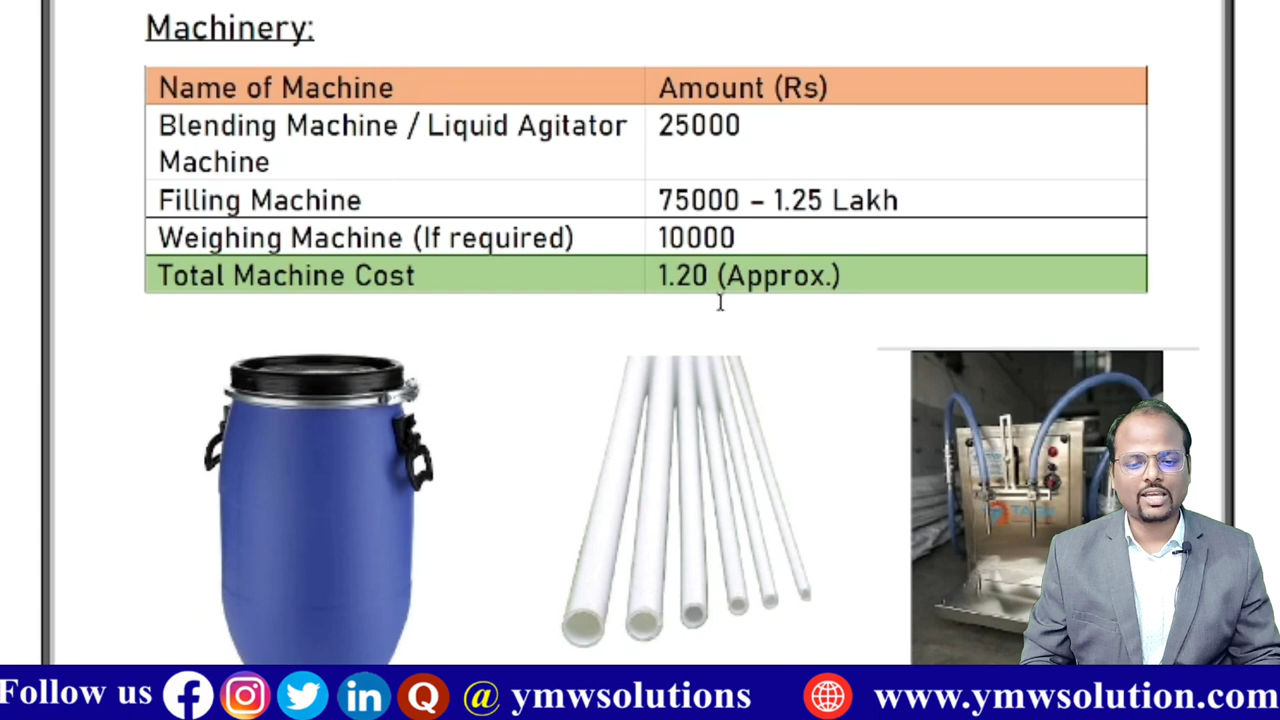 Machinery:
Name of Machine Amount (Rs)
Blending Machine / Liquid Agitator 25000
Machine
Filling Machine 75000 – 1.25 Lakh
Weighing Machine (If required) 10000
Total Machine Cost 1.20 (Approx.)
Follow us @ ymwsolutions www.ymwsolution.com